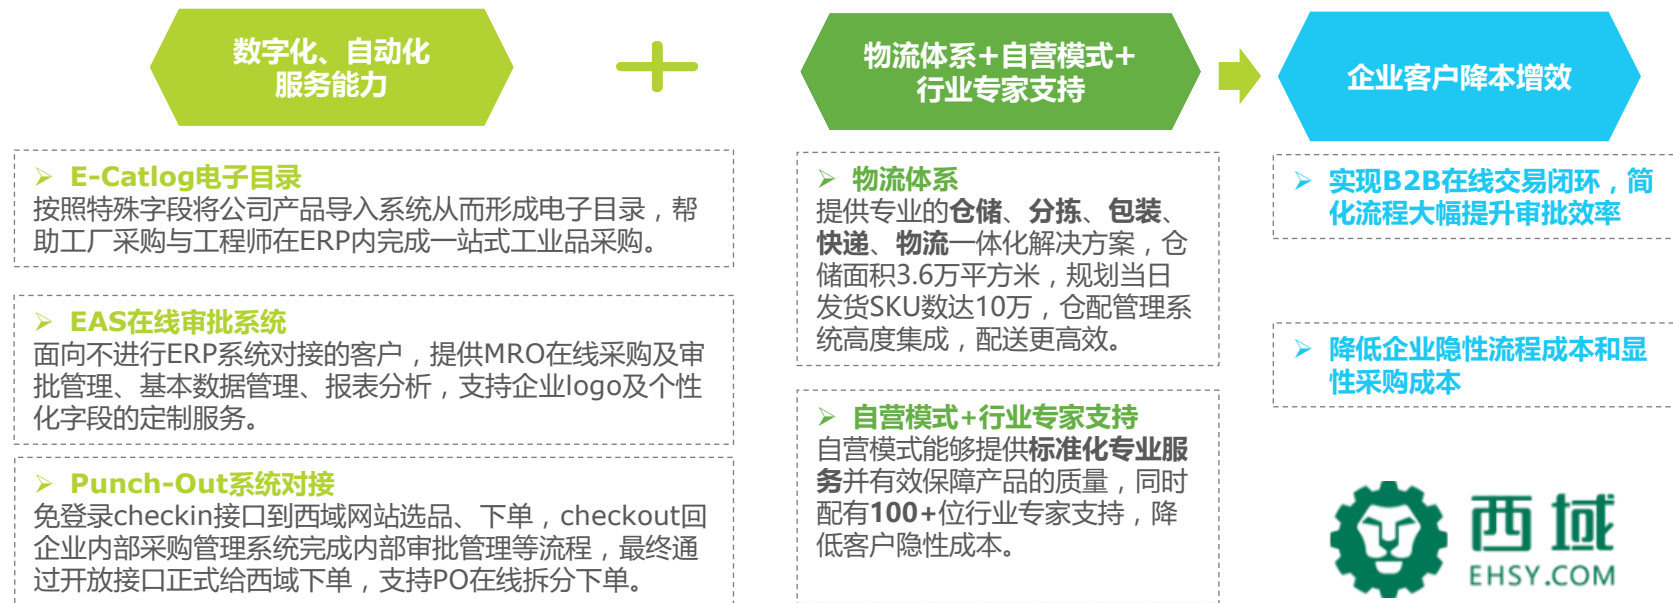 数字化、自动化
服务能力
物流体系+自营模式+
行业专家支持
企业客户降本增效
➢ E-Catlog电子目录
按照特殊字段将公司产品导入系统从而形成电子目录，帮
助工厂采购与工程师在ERP内完成一站式工业品采购。
➢ EAS在线审批系统
面向不进行ERP系统对接的客户，提供MRO在线采购及审
批管理、基本数据管理、报表分析，支持企业logo及个性
化字段的定制服务。
➢ Punch-Out系统对接
免登录checkin接口到西域网站选品、下单，checkout回
企业内部采购管理系统完成内部审批管理等流程，最终通
过开放接口正式给西域下单，支持PO在线拆分下单。
➢ 物流体系
提供专业的仓储、分拣、包装、
快递、物流一体化解决方案，仓
储面积3.6万平方米，规划当日
发货SKU数达10万，仓配管理系
统高度集成，配送更高效。
➢ 自营模式+行业专家支持
自营模式能够提供标准化专业服
务并有效保障产品的质量，同时
配有100+位行业专家支持，降
低客户隐性成本。
➢ 实现B2B在线交易闭环，简
化流程大幅提升审批效率
➢ 降低企业隐性流程成本和显
性采购成本
西域
EHSY.COM